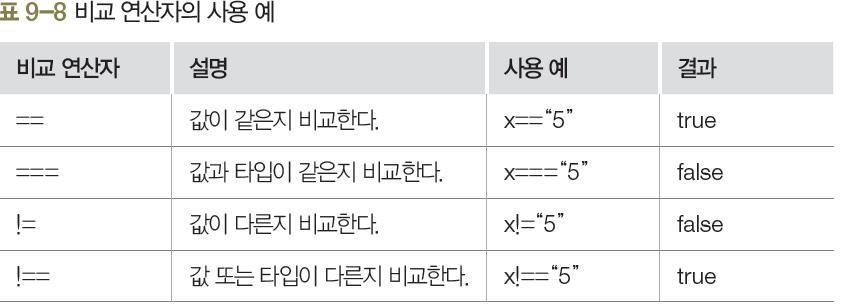 표 9-8 비교 연산자의 사용 예
비교 연산자 설명 사용 예 결과
== 값이 같은지 비교한다. x==“5” true
=== 값과 타입이 같은지 비교한다. x===“5” false
!= 값이 다른지 비교한다. x!=“5” false
!== 값 또는 타입이 다른지 비교한다. x!==“5” true